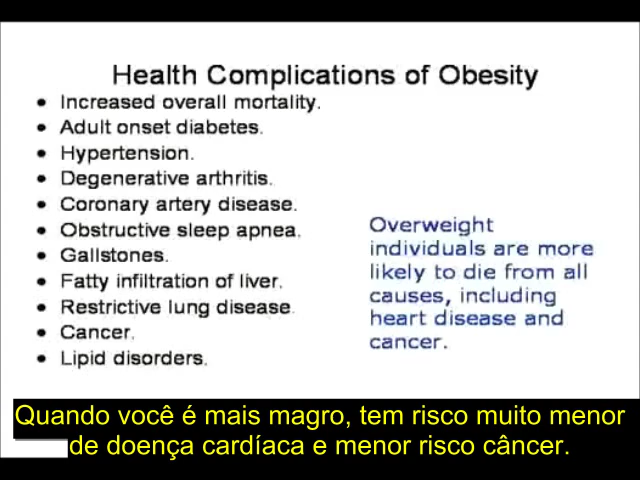 Health Complications of Obesity
• Increased overall mortality.
• Adult onset diabetes.
• Hypertension.
• Degenerative arthritis.
• Coronary artery disease.
• Obstructive sleep apnea.
• Gallstones.
• Fatty infiltration of liver.
• Restrictive lung disease
• Cancer.
• Lipid disorders.
Overweight
individuals are more
likely to die from all
causes, including
heart disease and
cancer.
Quando você é mais magro, tem risco muito menor
de doença cardíaca e menor risco câncer.